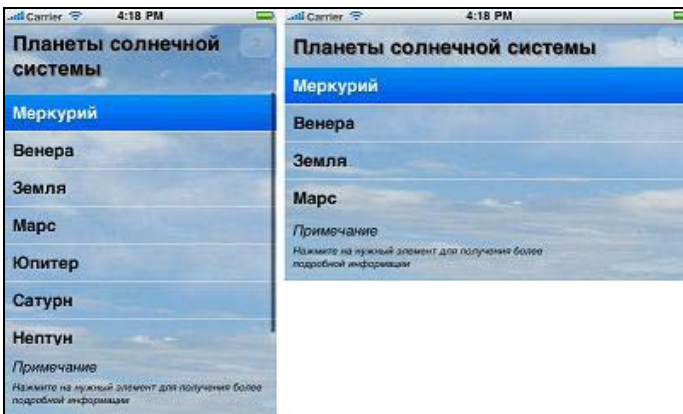 Carrier 4:18 PM
Планеты солнечной
системы
Меркурий
Венера
Земля
Марс
Юпитер
Сатурн
Нептун
Примечание
Нажмите на нужный элемент для получения более
подробной информации
Carrier 4:18 PM
Планеты солнечной системы
Меркурий
Венера
Земля
Марс
Примечание
Нажмите на нужный элемент для получения более
подробной информации